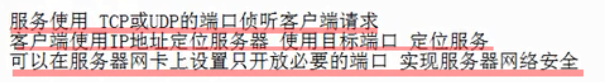 服务使用 TCP或UDP的端口侦听客户端请求
客户端使用IP地址定位服务器 使用目标端口 定位服务
可以在服务器网卡上设置只开放必要的端口 实现服务器网络安全